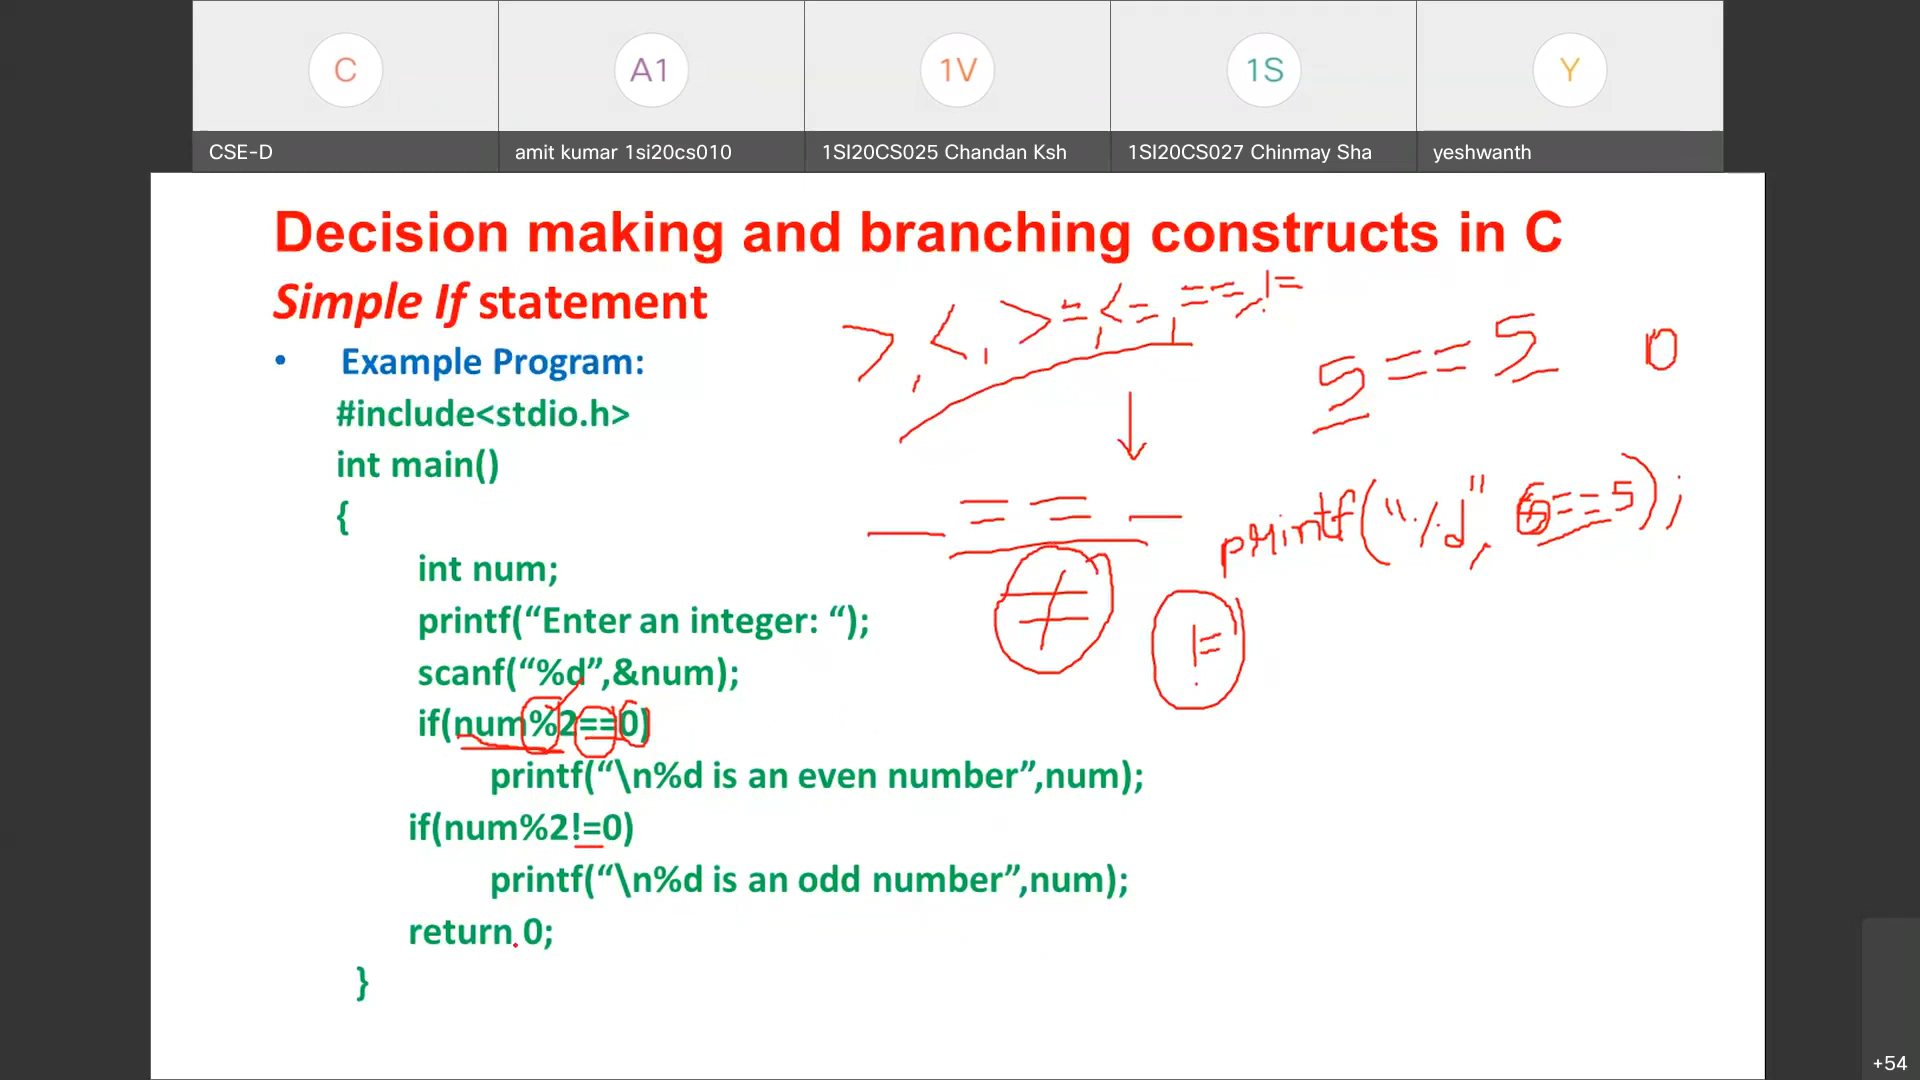 C A1 1V 1S Y
CSE-D amit kumar 1si20cs010 1SI20CS025 Chandan Ksh 1SI20CS027 Chinmay Sha yeshwanth
Decision making and branching constructs in C
Simple If statement
>, <, >=, <=, ==, !=
5 == 5 0
• Example Program:
#include<stdio.h>
int main()
{
== 
printf("%d", 6==5);
≠
!=
int num;
printf(“Enter an integer: “);
scanf(“%d”,&num);
if(num%2==0)
printf(“\n%d is an even number”,num);
if(num%2!=0)
printf(“\n%d is an odd number”,num);
return 0;
}
+54